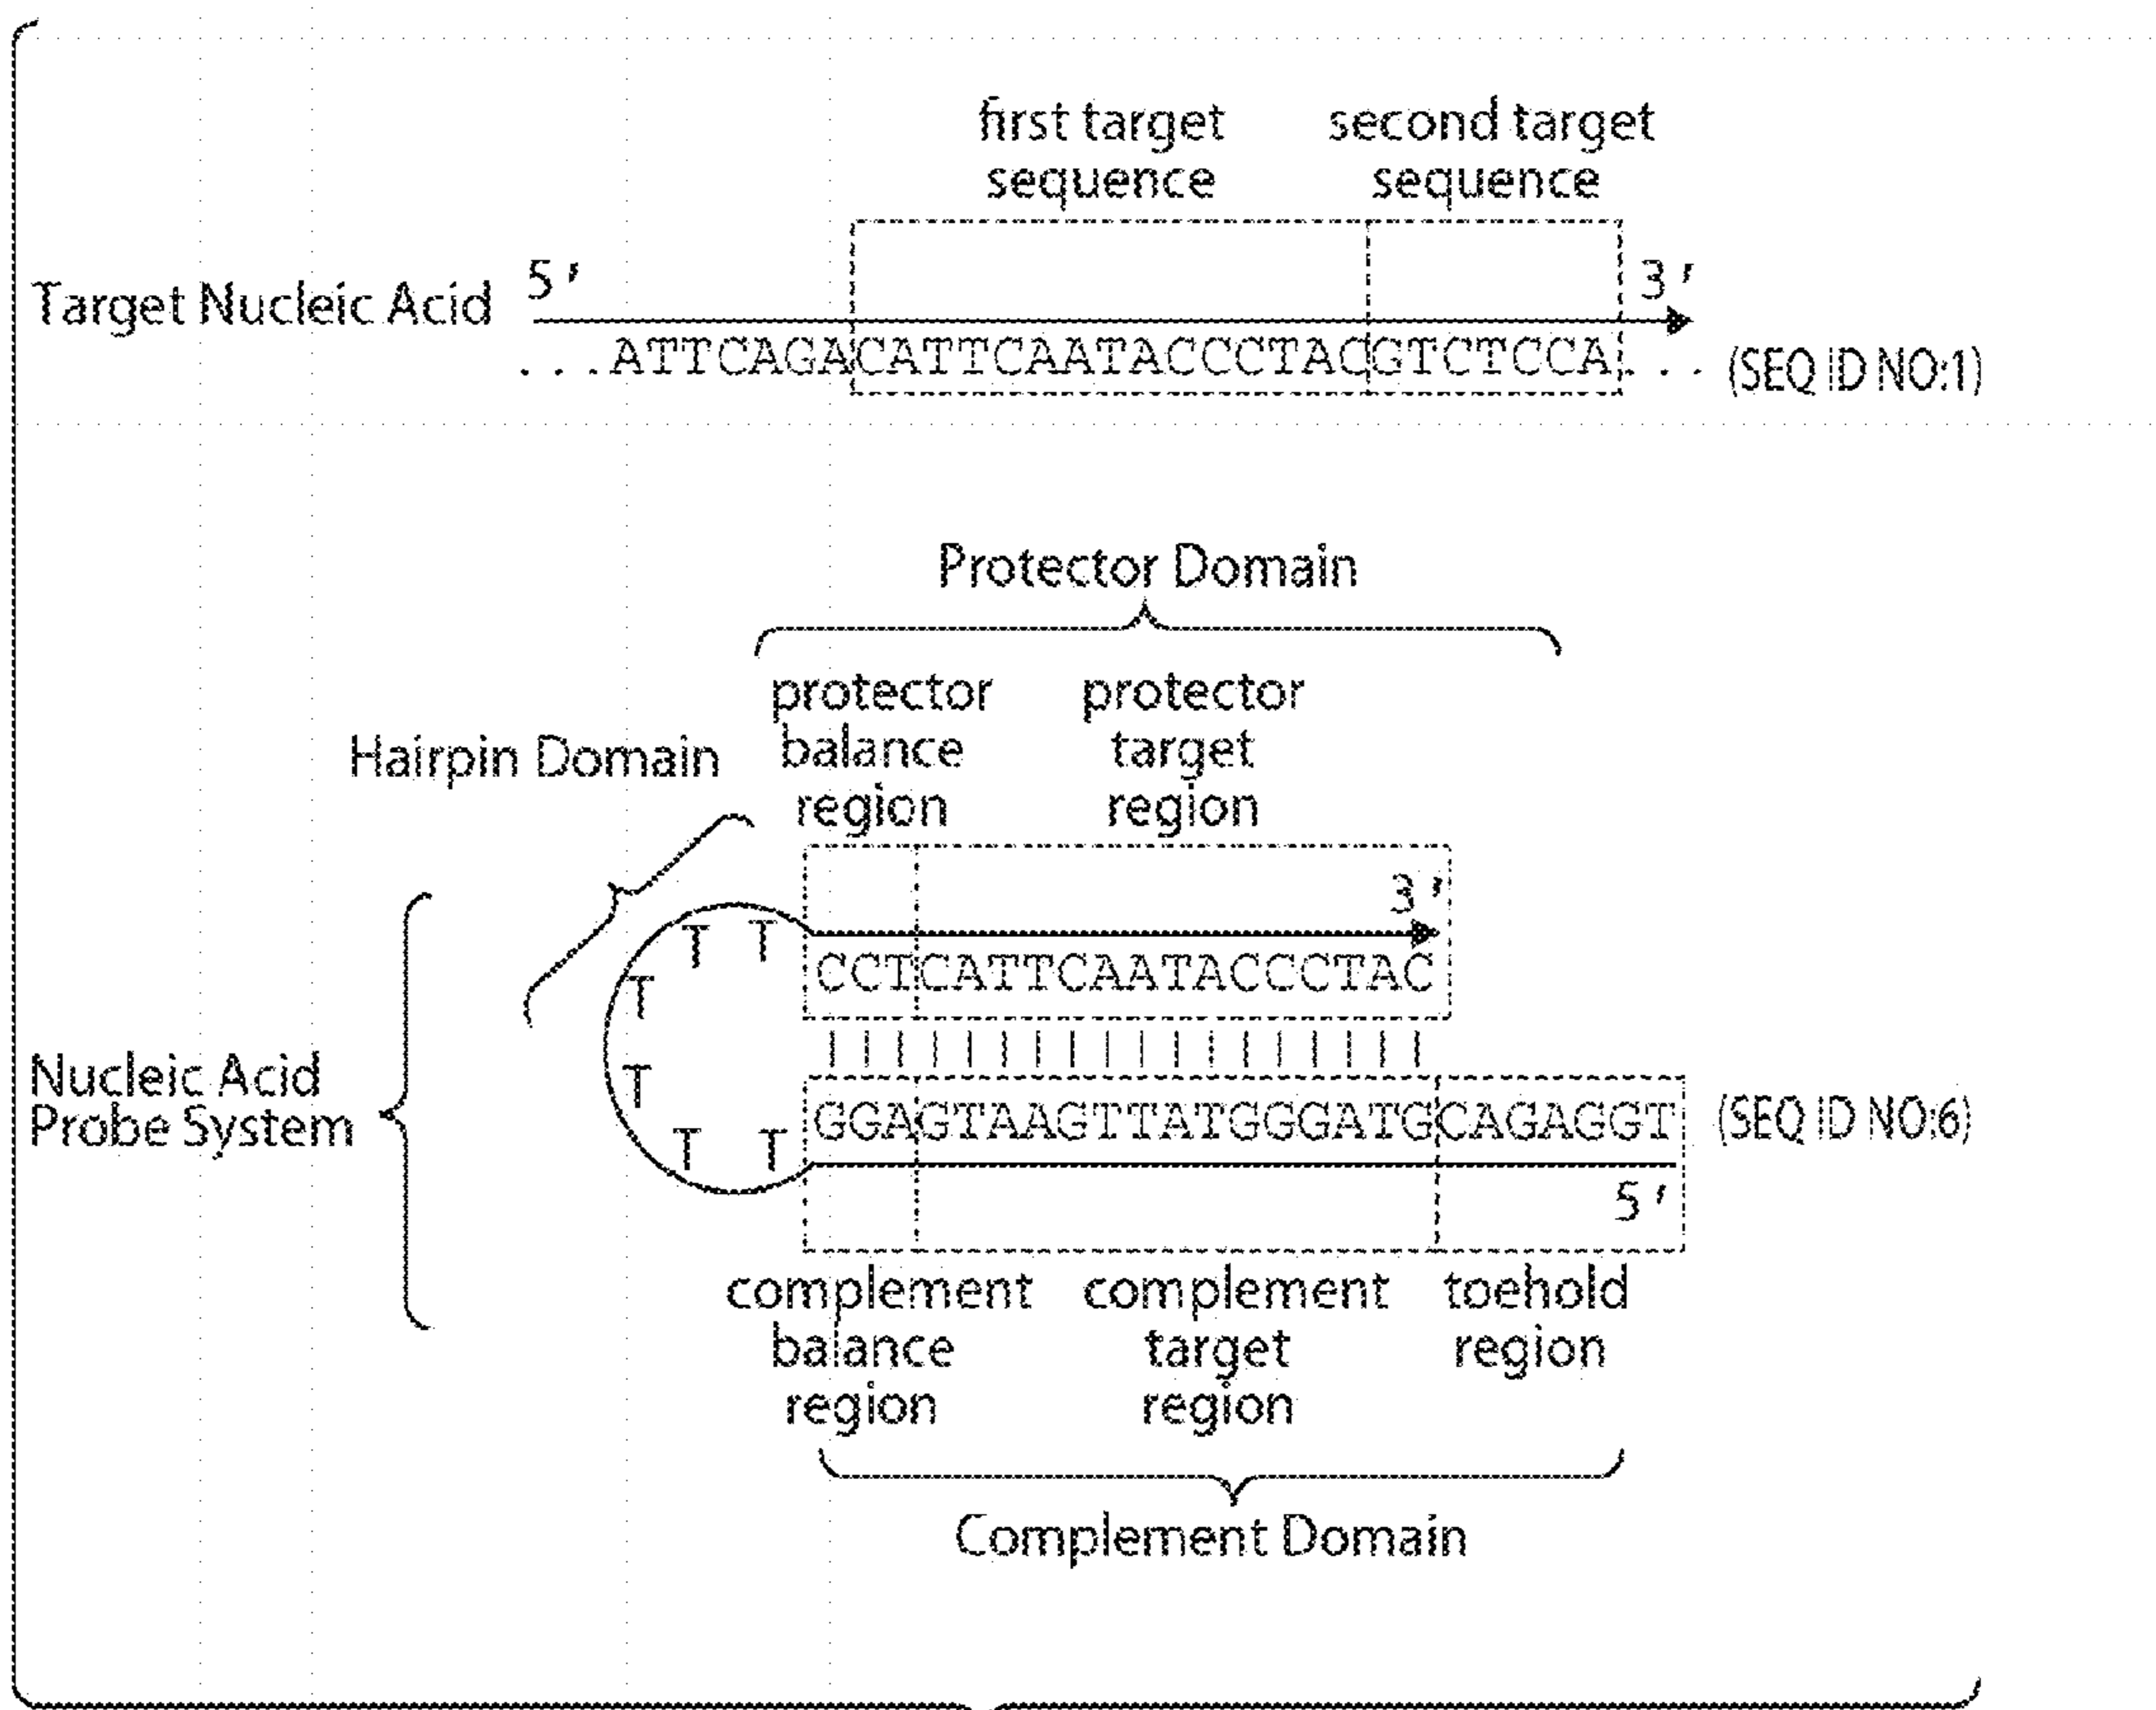 first target
sequence
second target
sequence
Target Nucleic Acid
5'
3'
...ATTCAGACATTCAATACCCTACGTCTCCA...
(SEQ ID NO:1)
Protector Domain
protector
balance
region
protector
target
region
Hairpin Domain
3'
T T T T T T
CCTCATTCAATACCCTAC
Nucleic Acid
Probe System
GGAGTAAGTTATGGGATGCAGAGGT
(SEQ ID NO:6)
5'
complement
balance
region
complement
target
region
toehold
region
Complement Domain